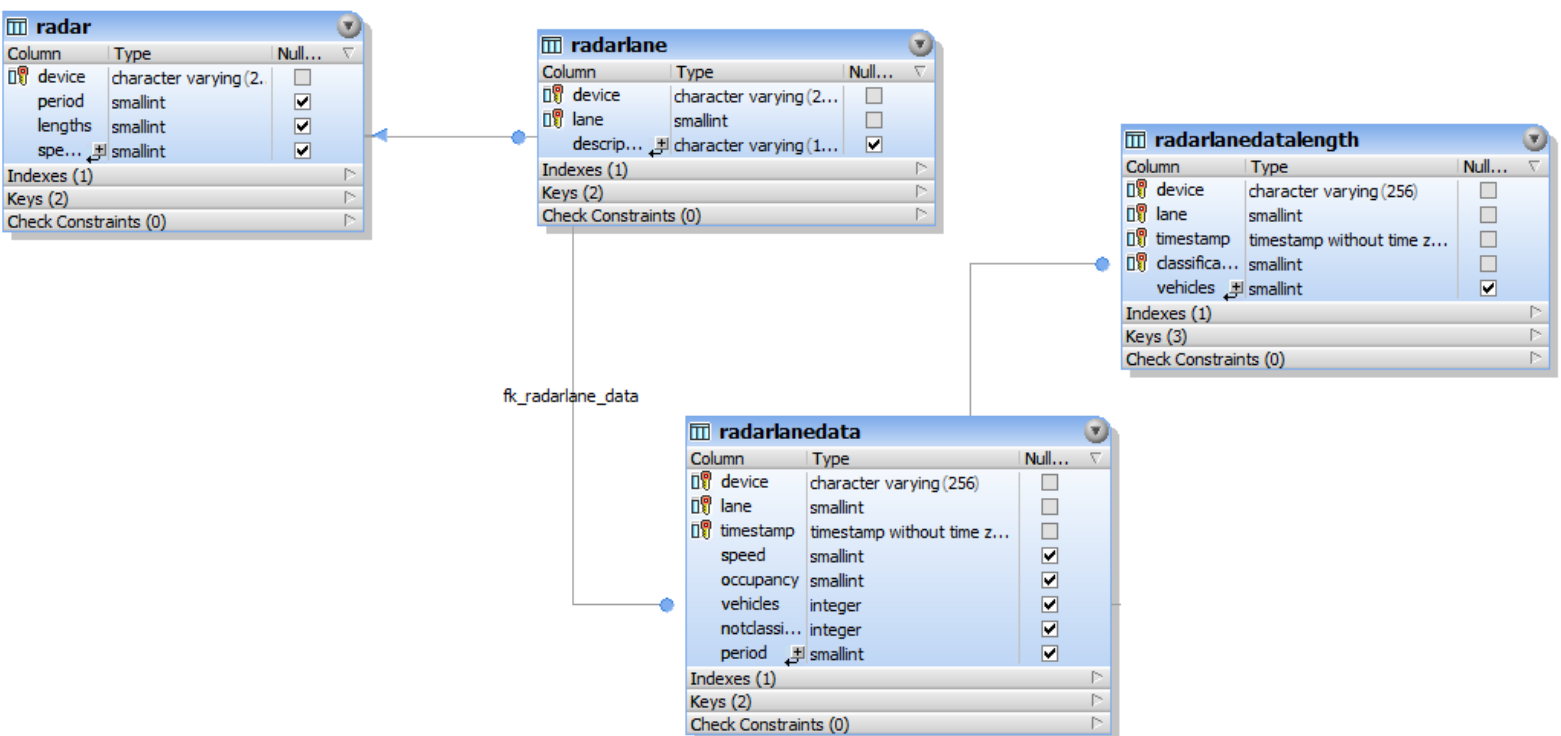 radar
Column Type Null...
device character varying (2.
period smallint
lengths smallint
spe... smallint
Indexes (1)
Keys (2)
Check Constraints (0)
radarlane
Column Type Null...
device character varying (2...
lane smallint
descrip... character varying (1...
Indexes (1)
Keys (2)
Check Constraints (0)
radarlanedatalength
Column Type Null...
device character varying (256)
lane smallint
timestamp timestamp without time z...
classifica... smallint
vehicles smallint
Indexes (1)
Keys (3)
Check Constraints (0)
fk_radarlane_data
radarlanedata
Column Type Null...
device character varying (256)
lane smallint
timestamp timestamp without time z...
speed smallint
occupancy smallint
vehicles integer
notclassi... integer
period smallint
Indexes (1)
Keys (2)
Check Constraints (0)